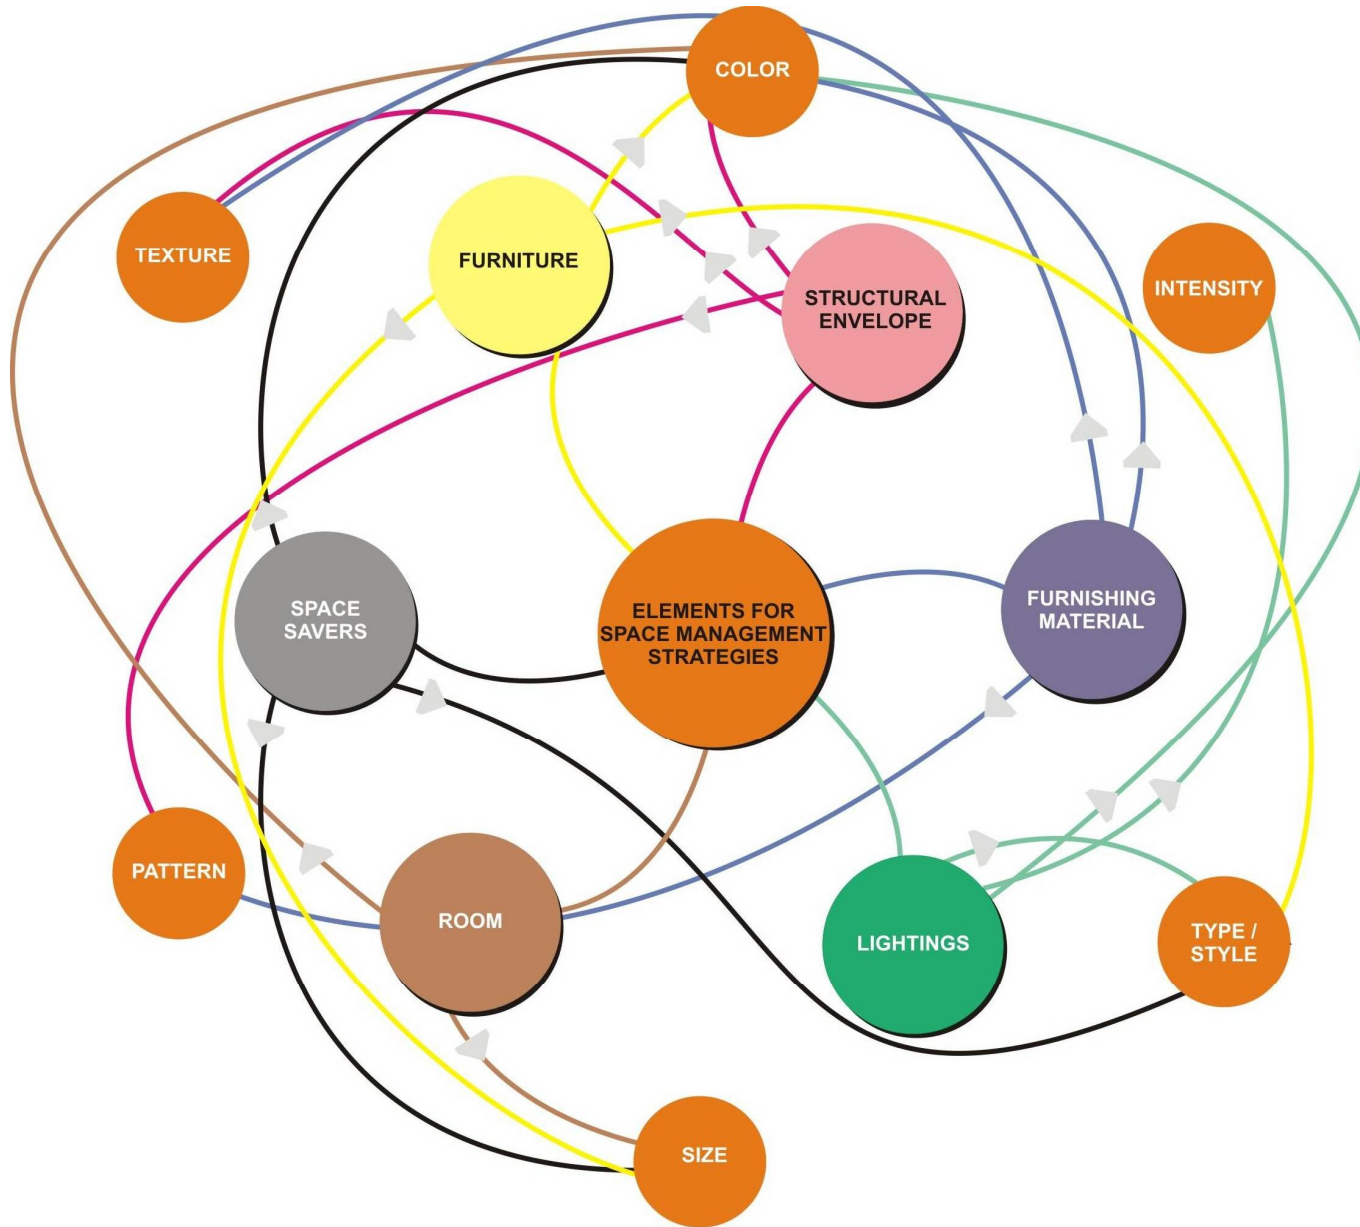 COLOR
TEXTURE
FURNITURE
INTENSITY
STRUCTURAL
ENVELOPE
SPACE
SAVERS
ELEMENTS FOR
SPACE MANAGEMENT
STRATEGIES
FURNISHING
MATERIAL
PATTERN
ROOM
LIGHTINGS
TYPE /
STYLE
SIZE